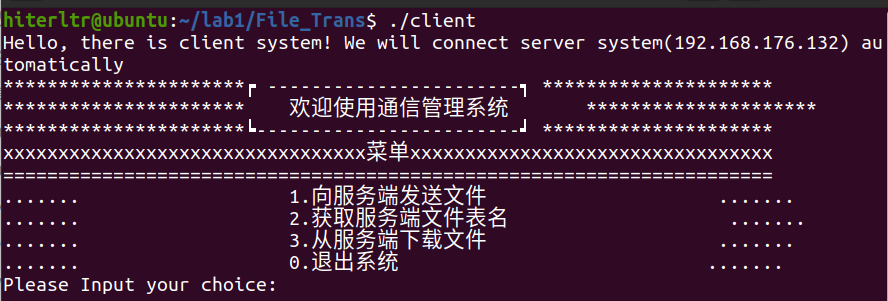 hiterltr@ubuntu:~/lab1/File_Trans$ ./client
Hello, there is client system! We will connect server system(192.168.176.132) au
tomatically
**********************┏ -----------------------┓ *********************
**********************    欢迎使用通信管理系统       *********************
**********************┗------------------------┛ *********************
xxxxxxxxxxxxxxxxxxxxxxxxxxxxxxxxx菜单xxxxxxxxxxxxxxxxxxxxxxxxxxxxxxxxx
======================================================================
.......                   1.向服务端发送文件                   .......
.......                   2.获取服务端文件表名                   .......
.......                   3.从服务端下载文件                   .......
.......                   0.退出系统                            .......
Please Input your choice: